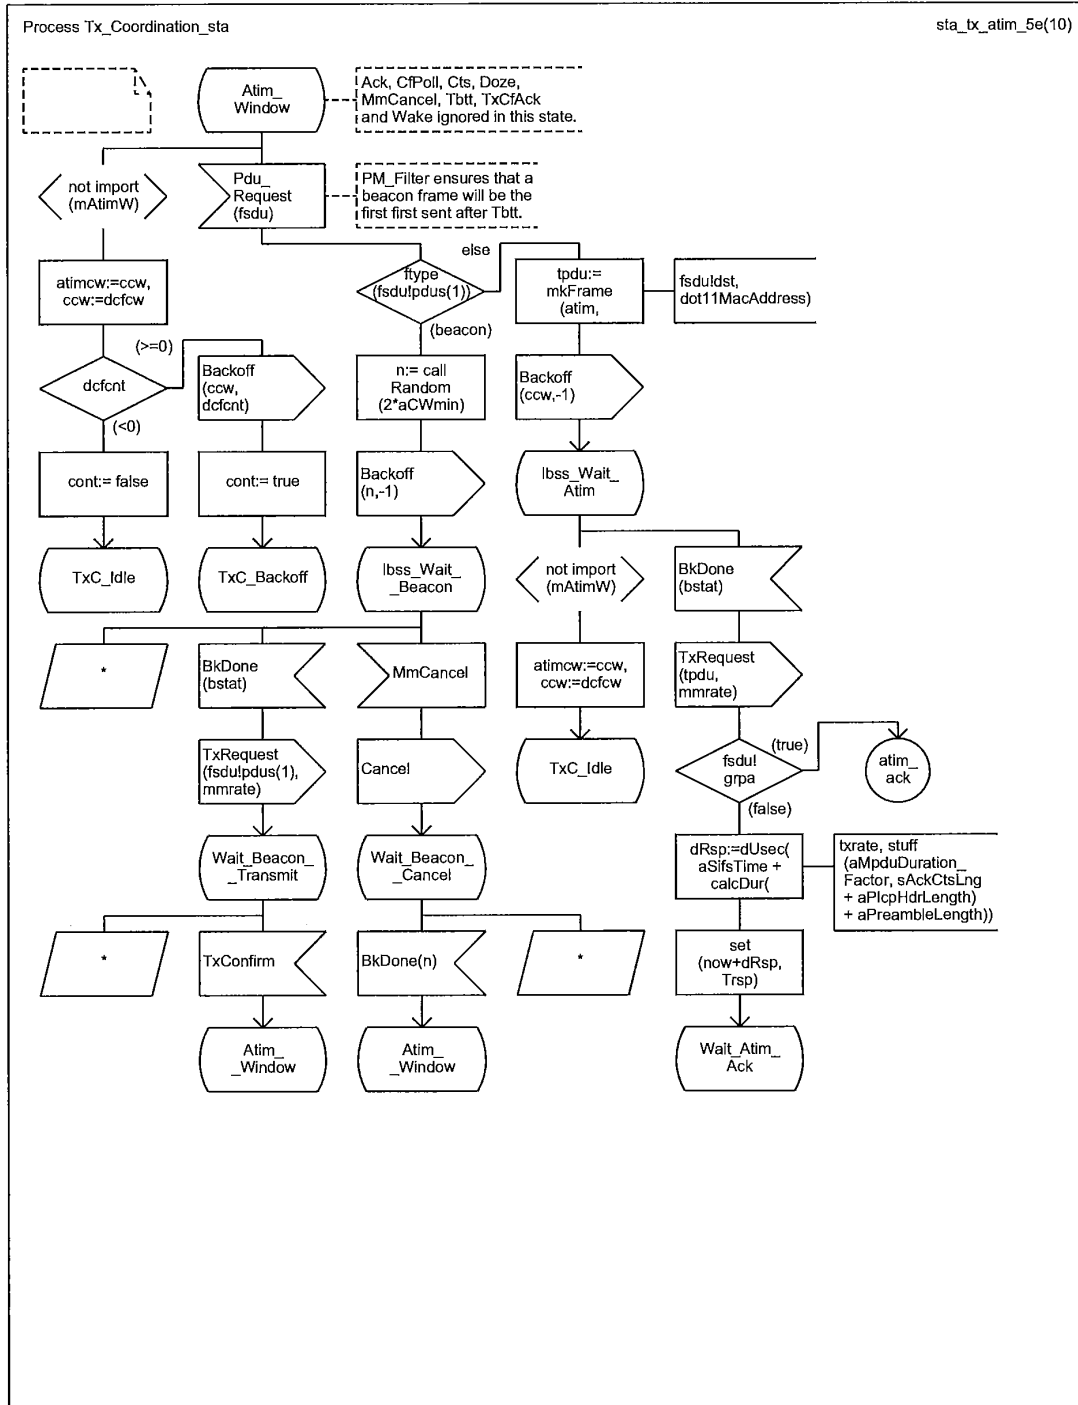 Process Tx_Coordination_sta
sta_tx_atim_5e(10)
Atim_
_Window
Ack, CfPoll, Cts, Doze,
MmCancel, Tbtt, TxCfAck
and Wake ignored in this state.
not import
(mAtimW)
Pdu_
_Request
(fsdu)
PM_Filter ensures that a
beacon frame will be the
first first sent after Tbtt.
else
atimcw:=ccw,
ccw:=dcfcw
ftype
(fsdu!pdus(1))
(beacon)
tpdu:=
mkFrame
(atim,
fsdu!dst,
dot11MacAddress)
(>=0)
dcfcnt
(<0)
Backoff
(ccw,
dcfcnt)
n:= call
Random
(2*aCWmin)
Backoff
(ccw,-1)
cont:= false
cont:= true
Backoff
(n,-1)
Ibss_Wait_
_Atim
TxC_Idle
TxC_Backoff
Ibss_Wait_
_Beacon
not import
(mAtimW)
BkDone
(bstat)
*
BkDone
(bstat)
MmCancel
atimcw:=ccw,
ccw:=dcfcw
TxRequest
(tpdu,
mmrate)
TxRequest
(fsdu!pdus(1),
mmrate)
Cancel
TxC_Idle
fsdu!
grpa
(true)
(false)
atim_
_ack
Wait_Beacon_
_Transmit
Wait_Beacon_
_Cancel
dRsp:=dUsec(
aSifsTime +
calcDur(
txrate, stuff
(aMpduDuration_
_Factor, sAckCtsLng
+ aPlcpHdrLength)
+ aPreambleLength))
*
TxConfirm
BkDone(n)
*
set
(now+dRsp,
Trsp)
Atim_
_Window
Atim_
_Window
Wait_Atim_
_Ack